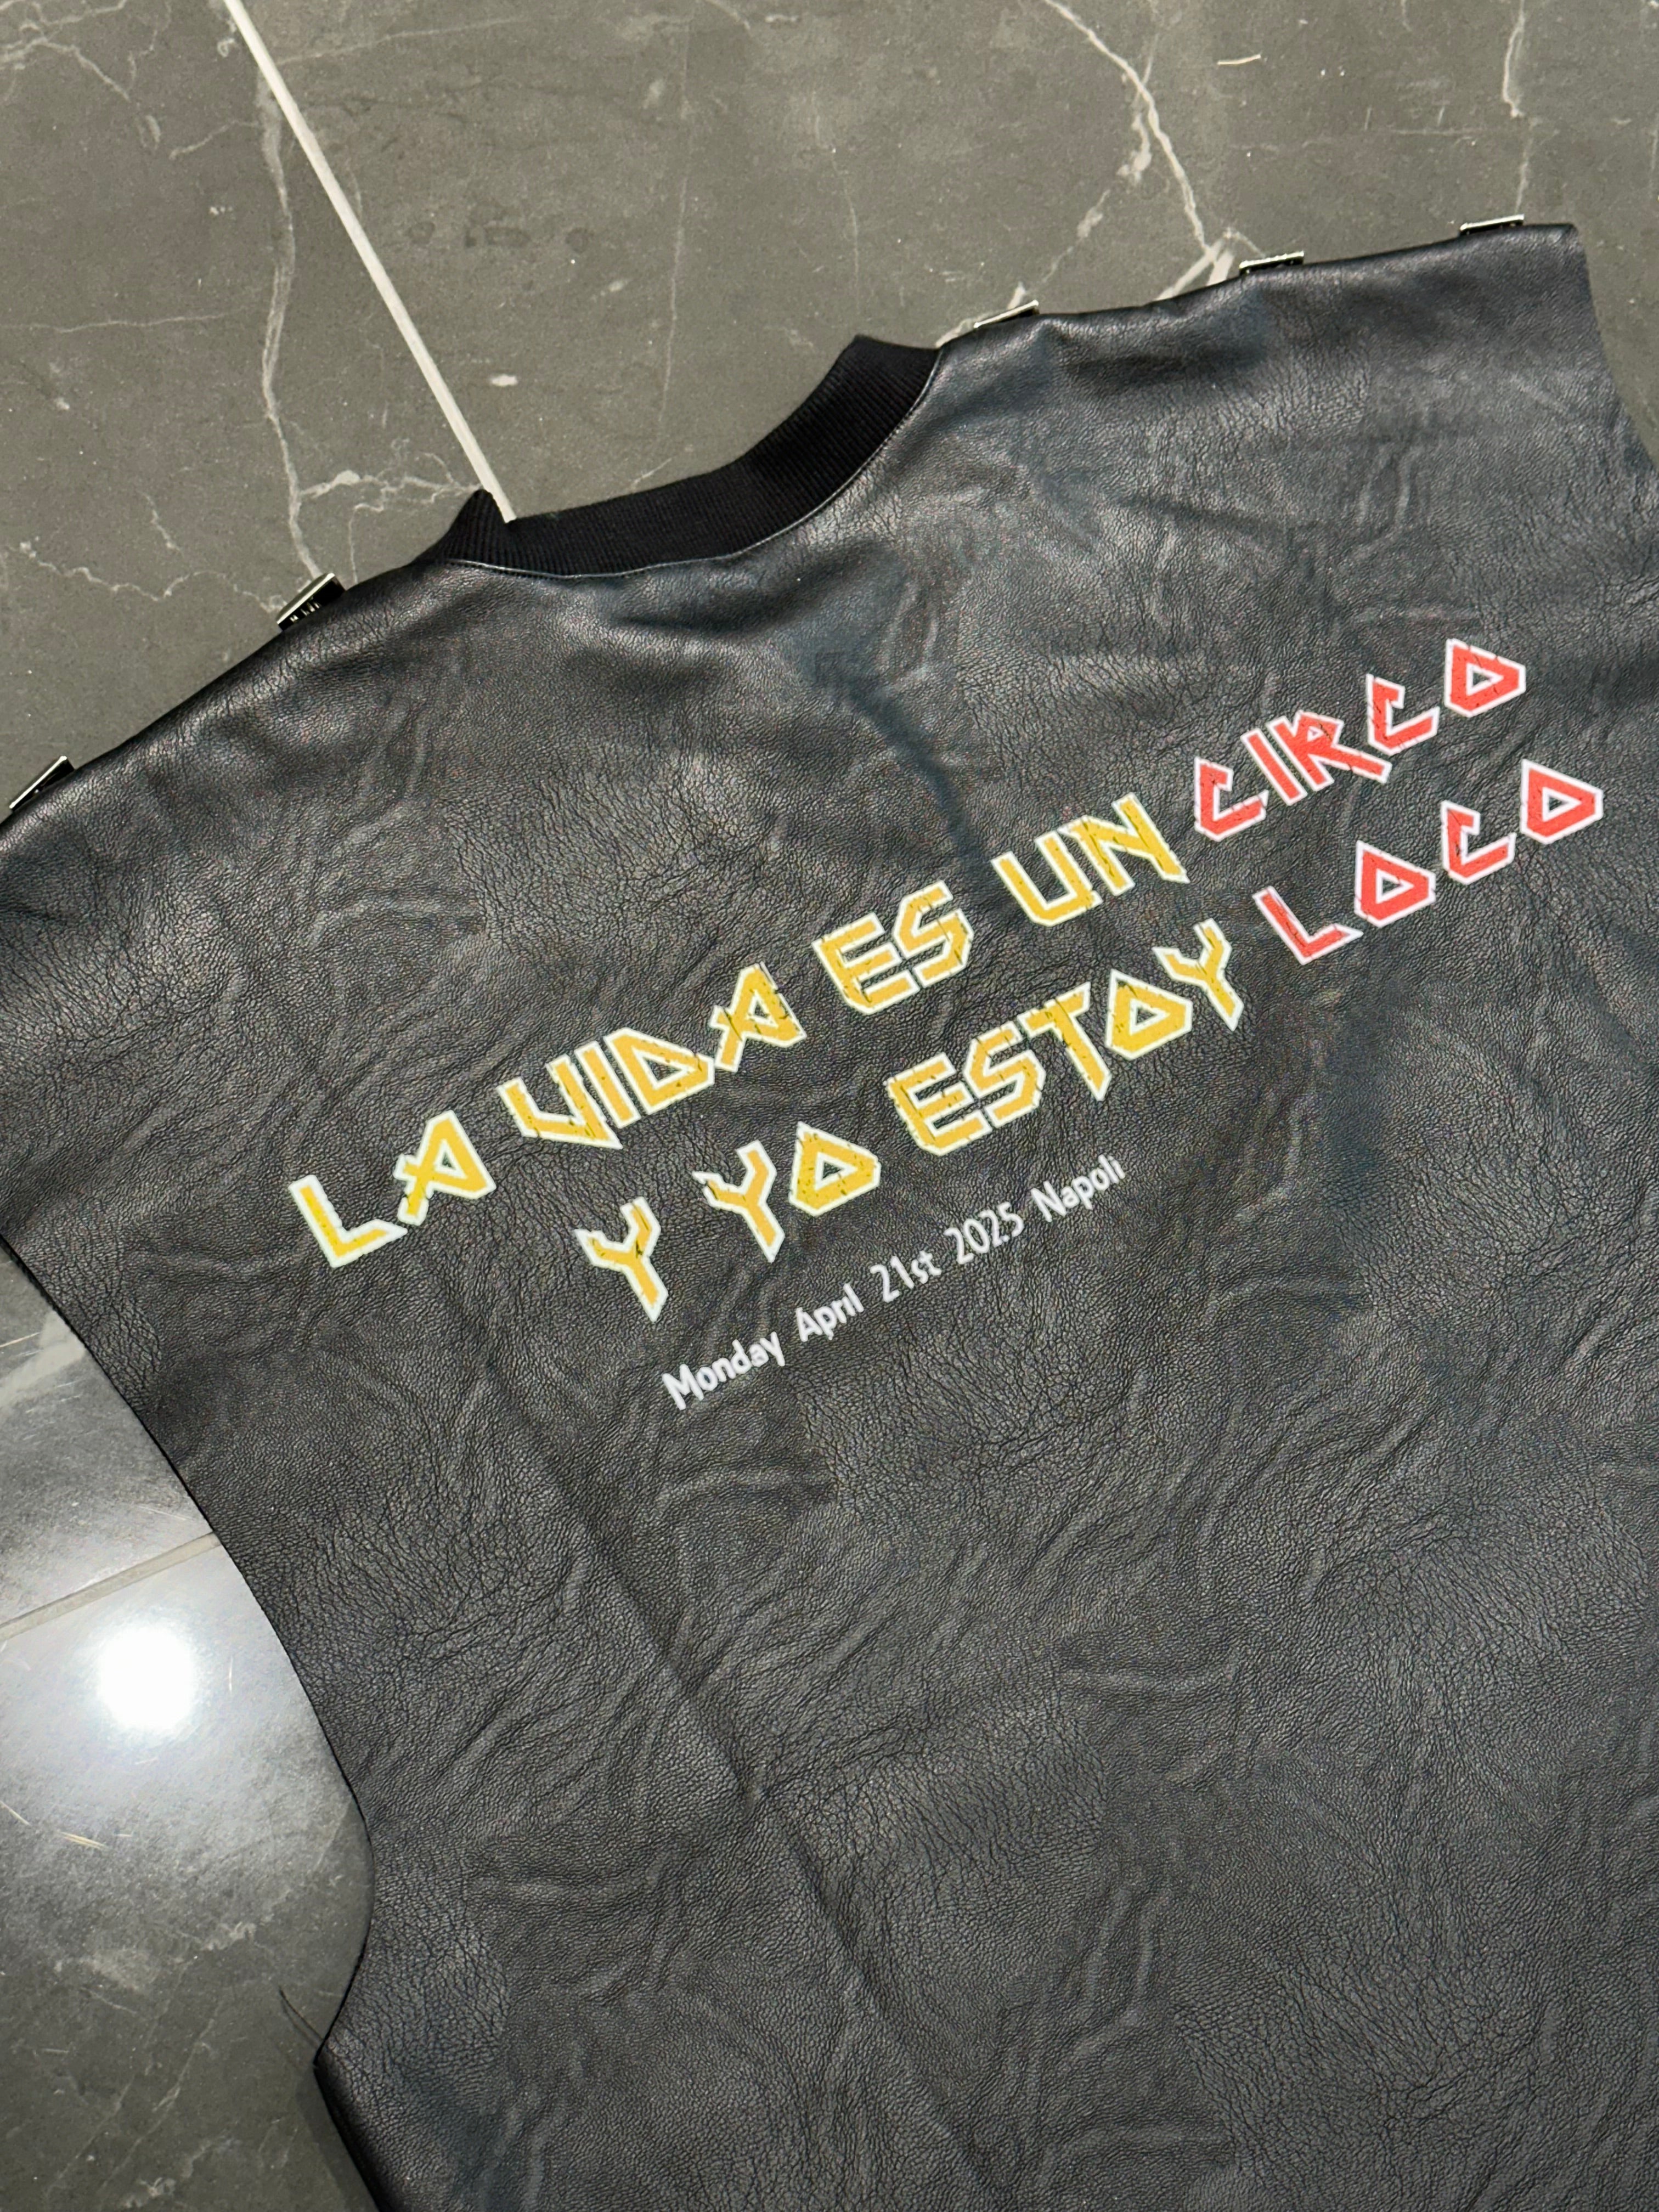 LA VIDA ES UN CIRCO
Y YO ESTOY LOCO
Monday April 21st 2025 Napoli